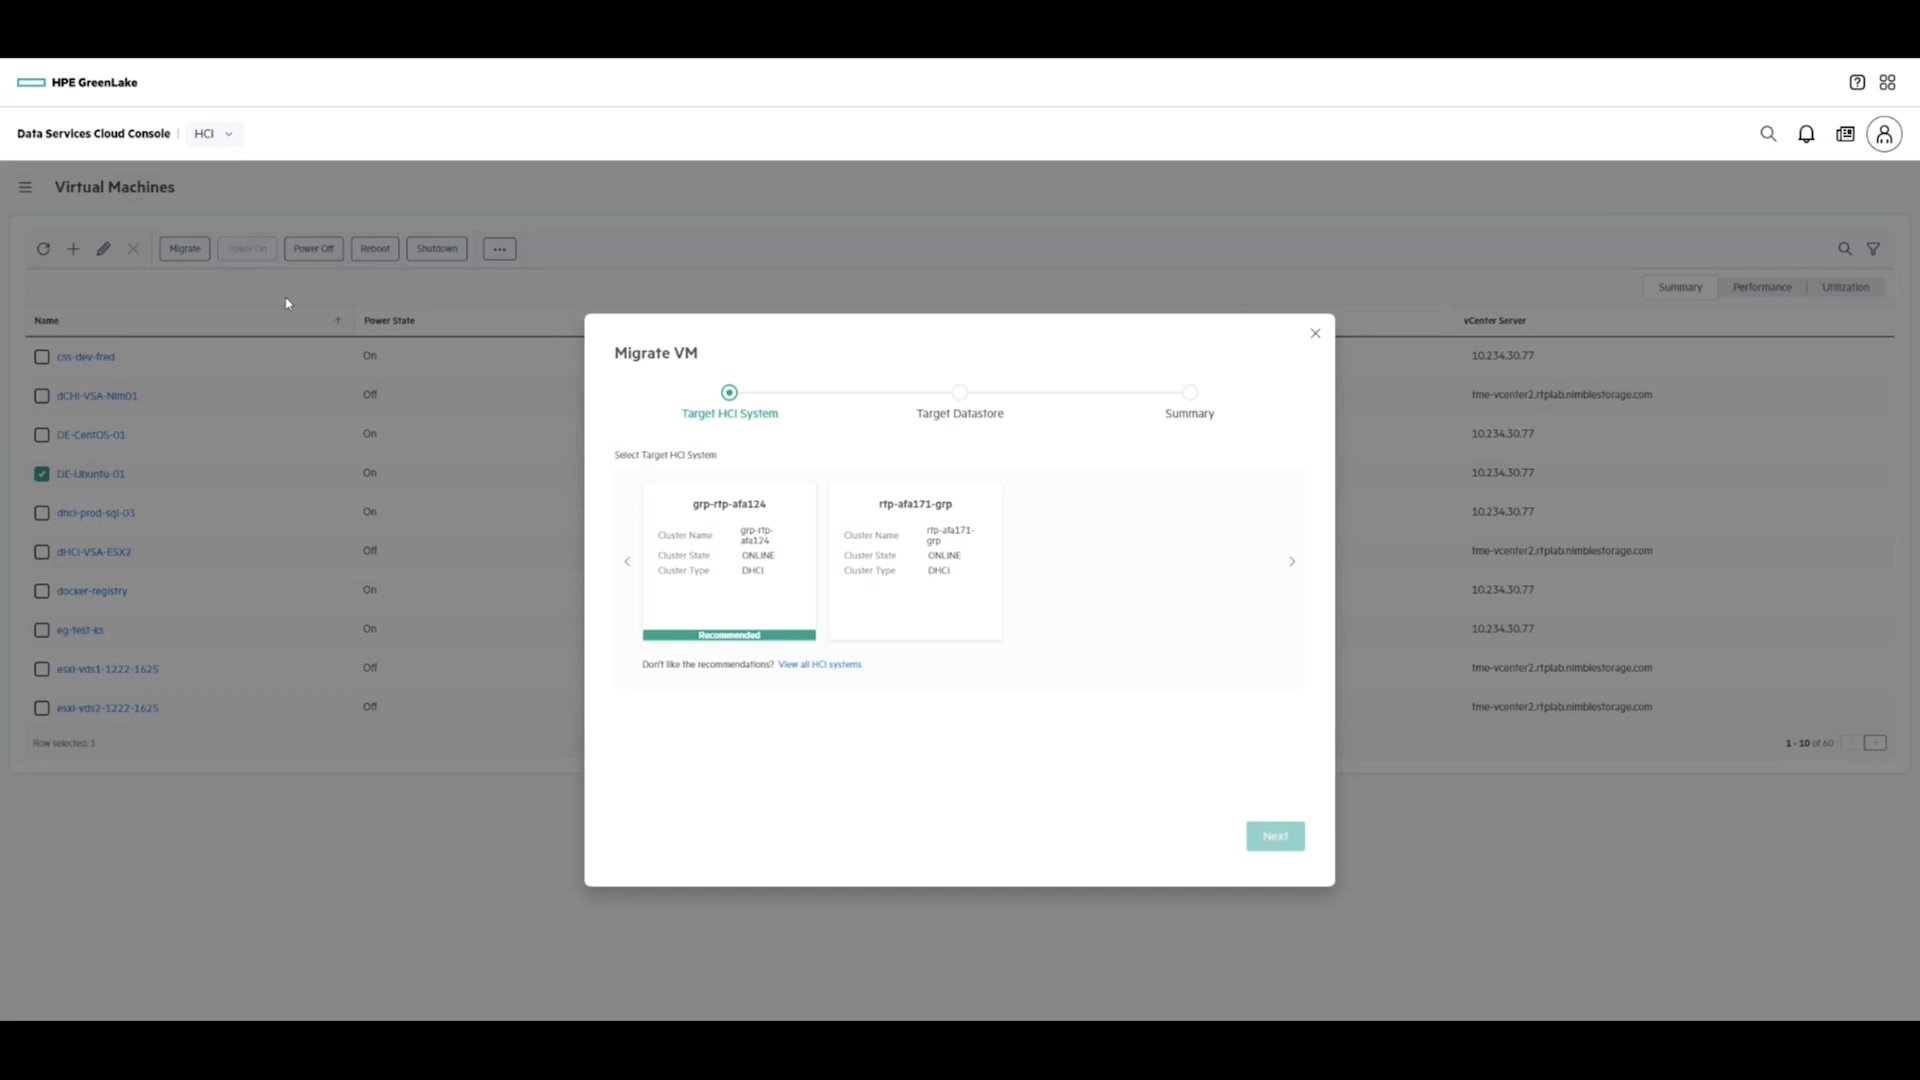 HPE GreenLake
Data Services Cloud Console | HCI
Virtual Machines
Migrate Power On Power Off Reboot Shutdown
Summary Performance Utilization
Name Power State vCenter Server
css-dev-fred On 10.234.30.77
dCHI-VSA-Nim01 Off tme-vcenter2.rtplab.nimblestorage.com
DE-CentOS-01 On 10.234.30.77
DE-Ubuntu-01 On 10.234.30.77
dhci-prod-sql-03 On 10.234.30.77
dHCI-VSA-ESX2 Off tme-vcenter2.rtplab.nimblestorage.com
docker-registry On 10.234.30.77
eg-test-ks On 10.234.30.77
esxi-vds1-1222-1625 Off tme-vcenter2.rtplab.nimblestorage.com
esxi-vds2-1222-1625 Off tme-vcenter2.rtplab.nimblestorage.com
Row selected: 1 1 - 10 of 60
Migrate VM
Target HCI System Target Datastore Summary
Select Target HCI System
grp-rtp-afa124
Cluster Name grp-rtp-
afa124
Cluster State ONLINE
Cluster Type DHCI
Recommended
rtp-afa171-grp
Cluster Name rtp-afa171-
grp
Cluster State ONLINE
Cluster Type DHCI
Don't like the recommendations? View all HCI systems
Next